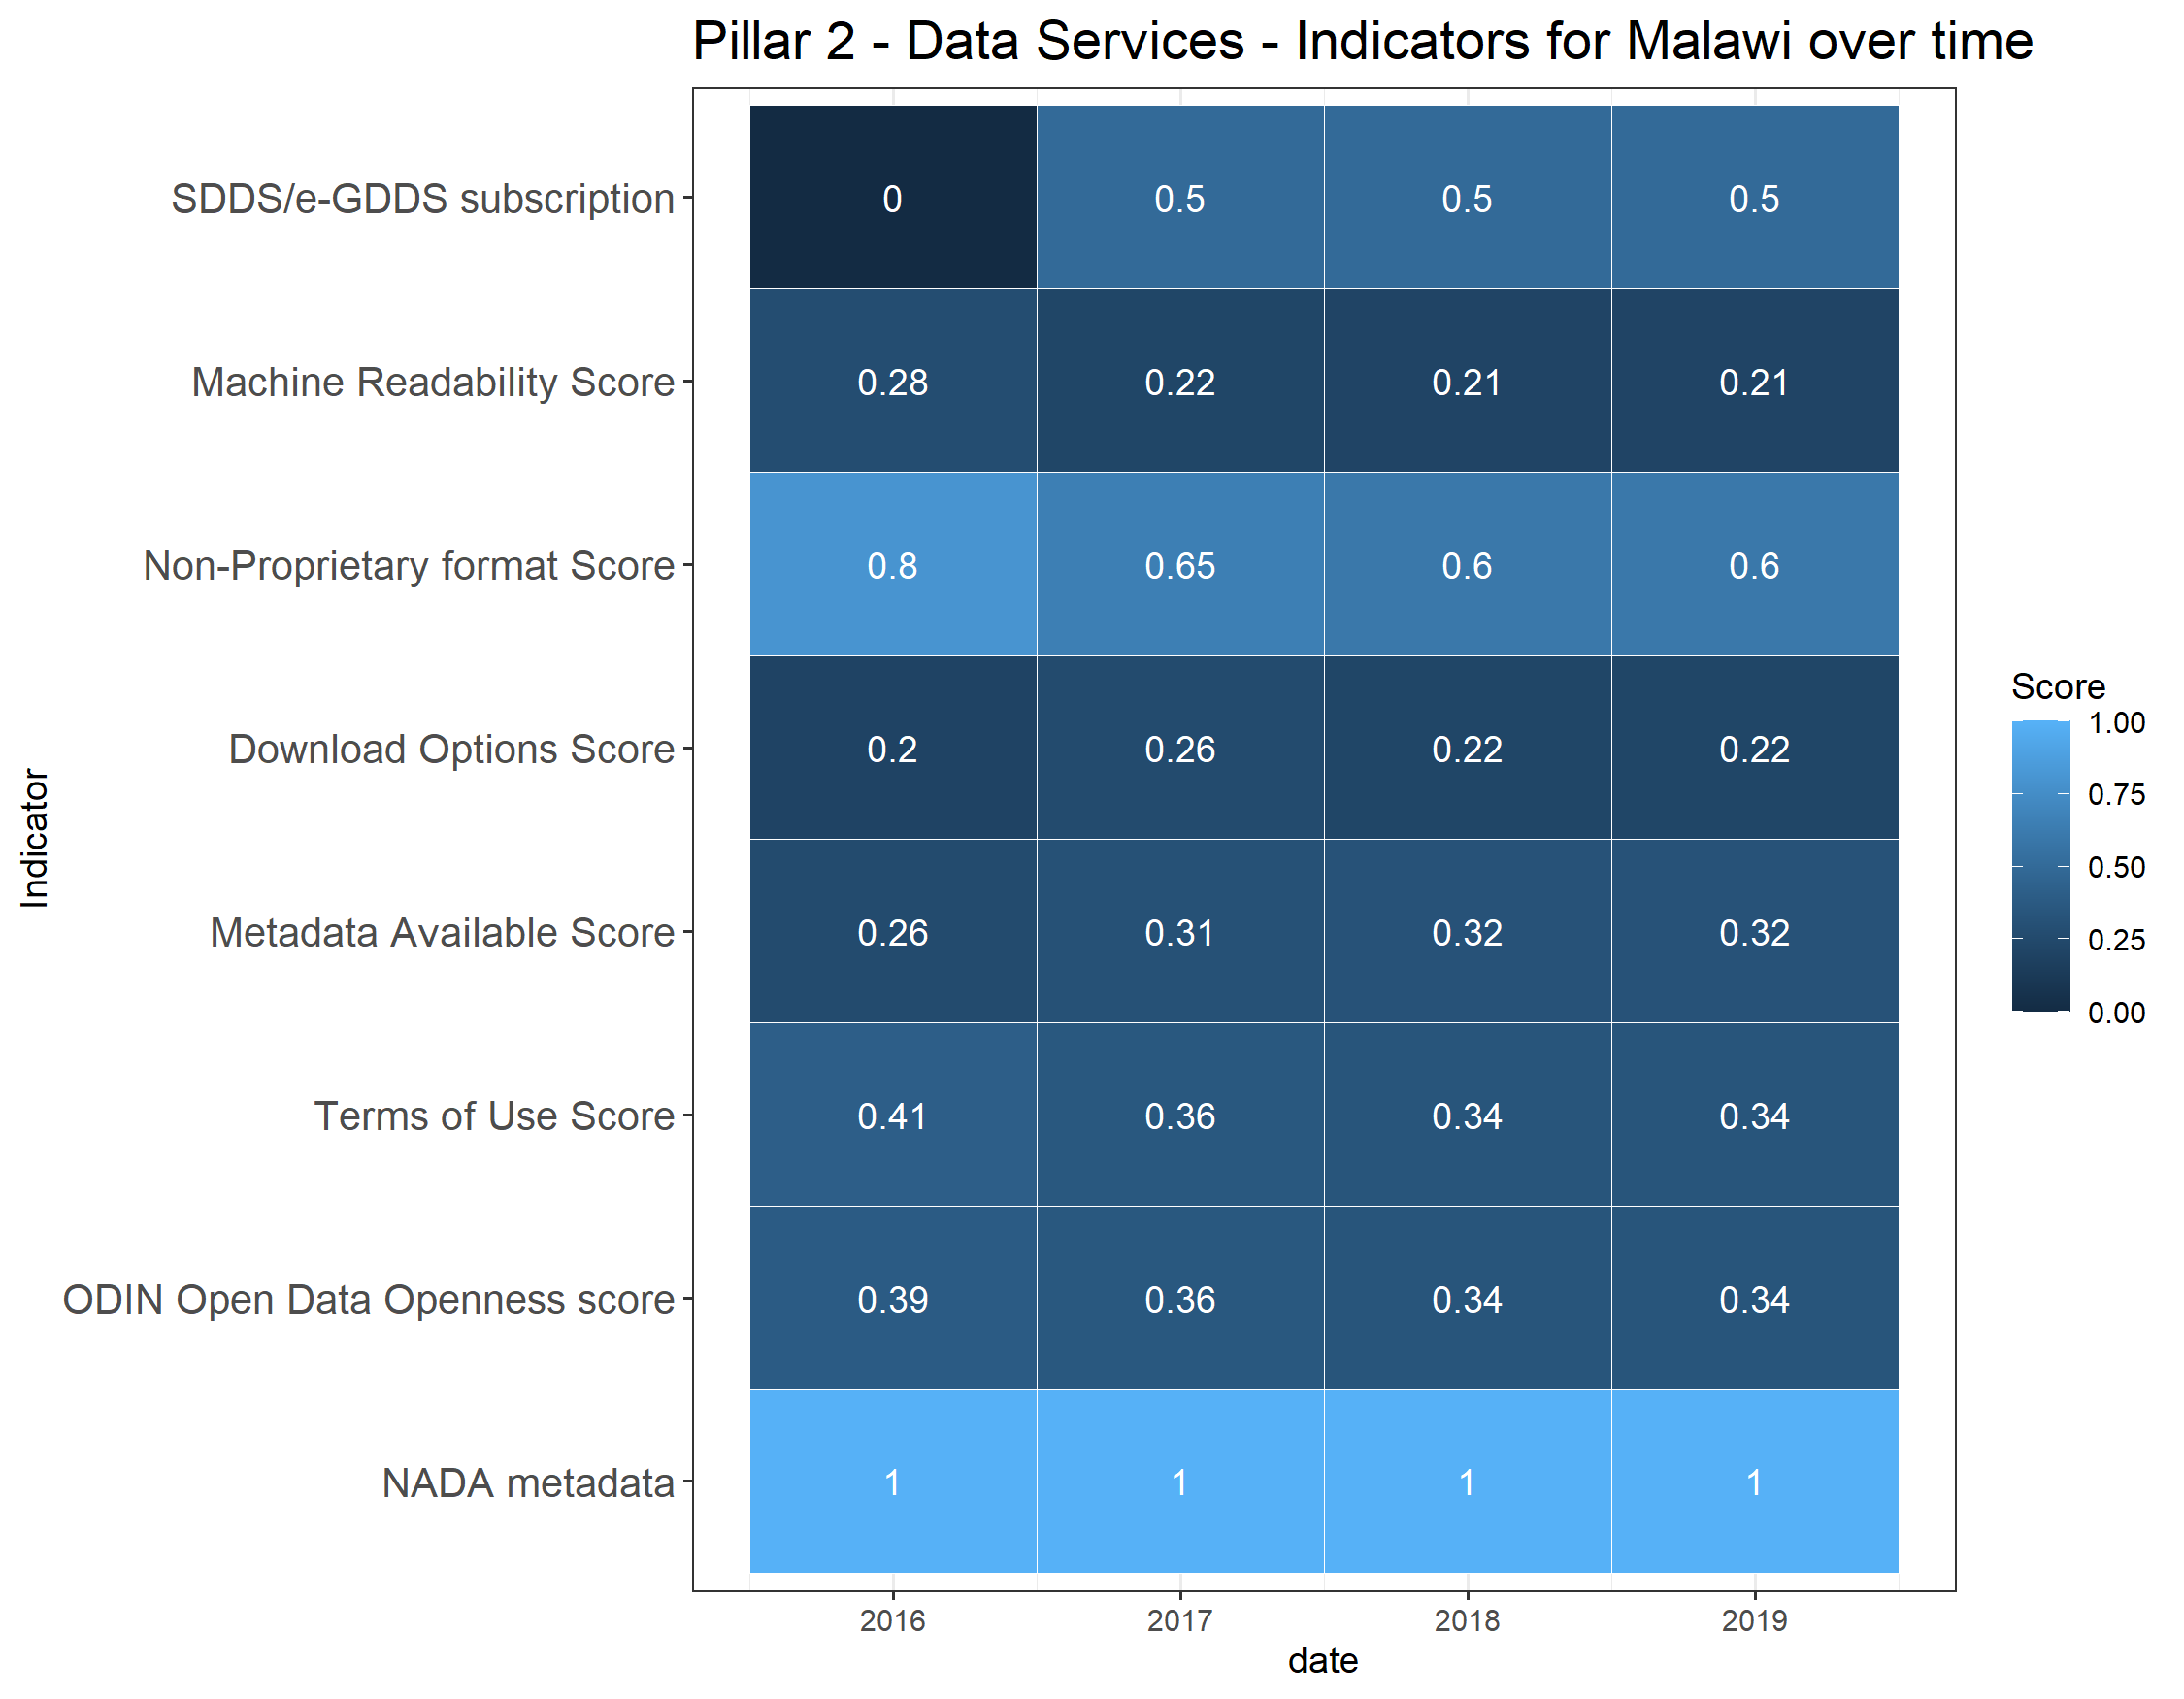 Pillar 2 - Data Services - Indicators for Malawi over time
SDDS/e-GDDS subscription 0 0.5 0.5 0.5
Machine Readability Score 0.28 0.22 0.21 0.21
Non-Proprietary format Score 0.8 0.65 0.6 0.6
Download Options Score 0.2 0.26 0.22 0.22
Metadata Available Score 0.26 0.31 0.32 0.32
Terms of Use Score 0.41 0.36 0.34 0.34
ODIN Open Data Openness score 0.39 0.36 0.34 0.34
NADA metadata 1 1 1 1
2016 2017 2018 2019
date
Indicator
Score
1.00
0.75
0.50
0.25
0.00